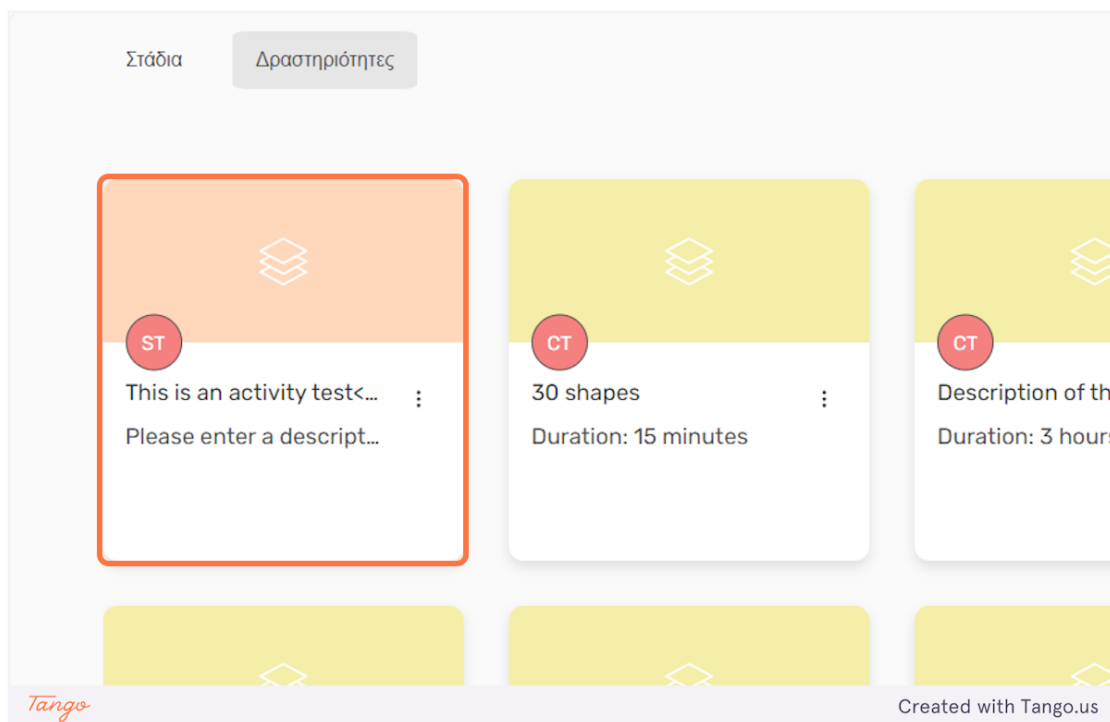 Στάδια Δραστηριότητες
ST CT CT
This is an activity test<... 30 shapes Description of th
Please enter a descript... Duration: 15 minutes Duration: 3 hours
Tango Created with Tango.us